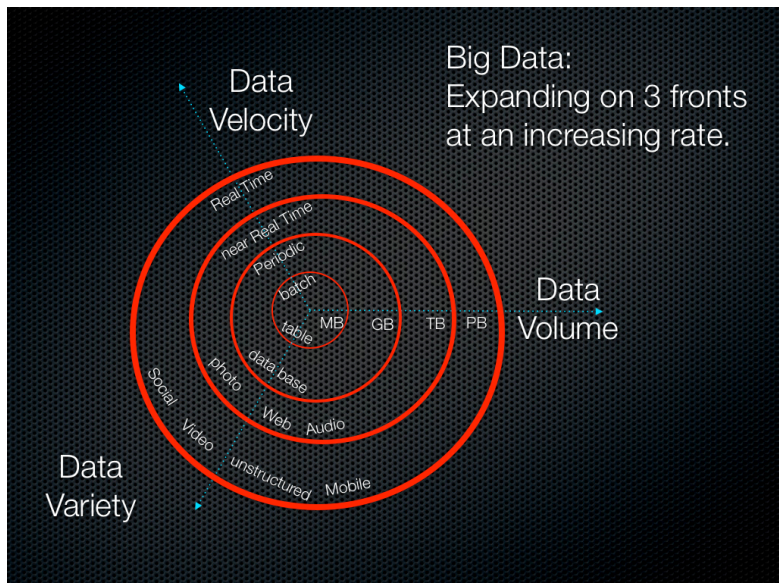 Big Data:
Expanding on 3 fronts
at an increasing rate.
Data
Velocity
Real Time
near Real Time
Periodic
batch
Data
Volume
MB GB TB PB
table
data base
photo Web Audio
Social Video unstructured Mobile
Data
Variety